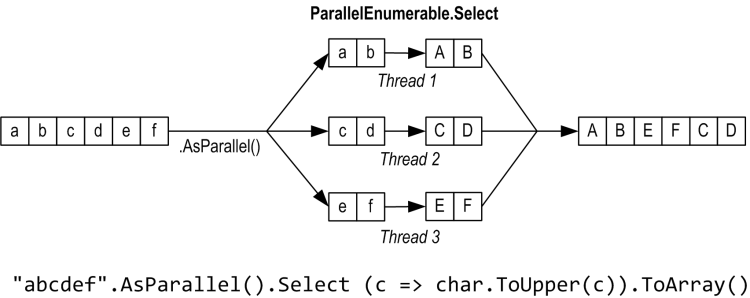 ParallelEnumerable.Select
a b A B
Thread 1
a b c d e f .AsParallel() c d C D A B E F C D
Thread 2
e f E F
Thread 3
"abcdef".AsParallel().Select (c => char.ToUpper(c)).ToArray()